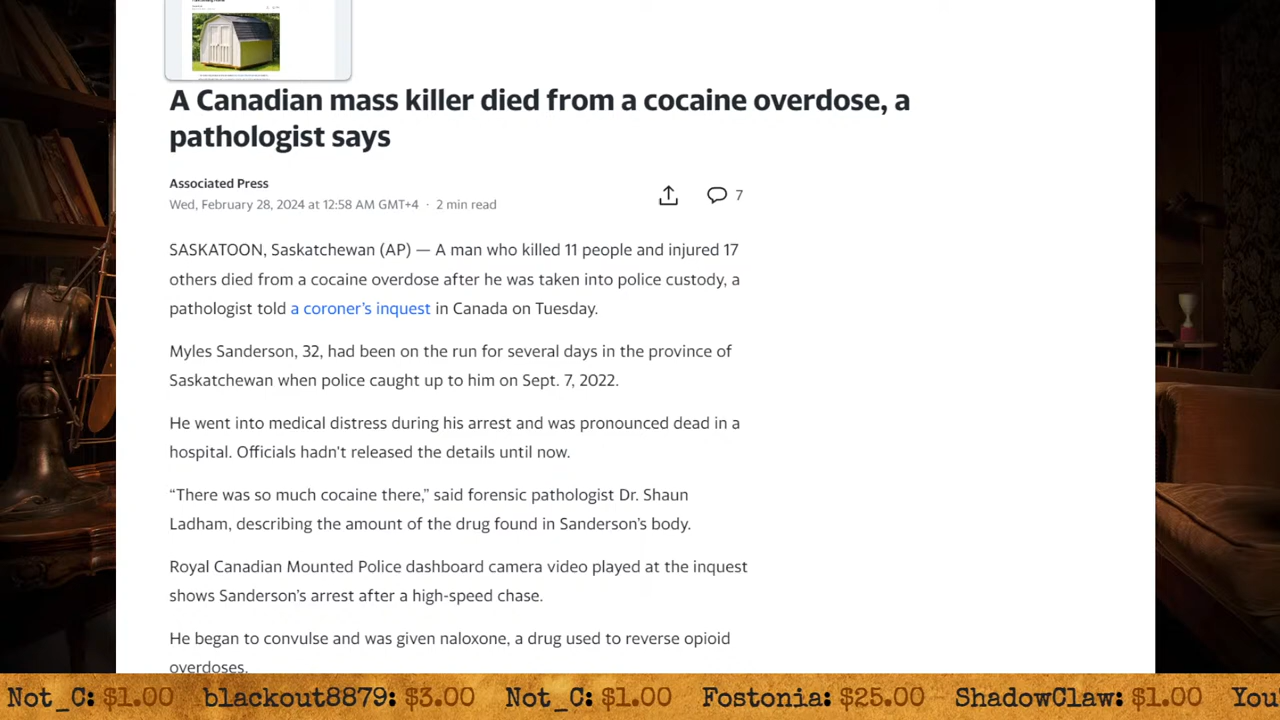 A Canadian mass killer died from a cocaine overdose, a
pathologist says
Associated Press
Wed, February 28, 2024 at 12:58 AM GMT+4 · 2 min read
7
SASKATOON, Saskatchewan (AP) — A man who killed 11 people and injured 17
others died from a cocaine overdose after he was taken into police custody, a
pathologist told a coroner’s inquest in Canada on Tuesday.
Myles Sanderson, 32, had been on the run for several days in the province of
Saskatchewan when police caught up to him on Sept. 7, 2022.
He went into medical distress during his arrest and was pronounced dead in a
hospital. Officials hadn't released the details until now.
“There was so much cocaine there,” said forensic pathologist Dr. Shaun
Ladham, describing the amount of the drug found in Sanderson’s body.
Royal Canadian Mounted Police dashboard camera video played at the inquest
shows Sanderson’s arrest after a high-speed chase.
He began to convulse and was given naloxone, a drug used to reverse opioid
overdoses.
Not_C: $1.00 blackout8879: $3.00 Not_C: $1.00 Fostonia: $25.00 ShadowClaw: $1.00 You